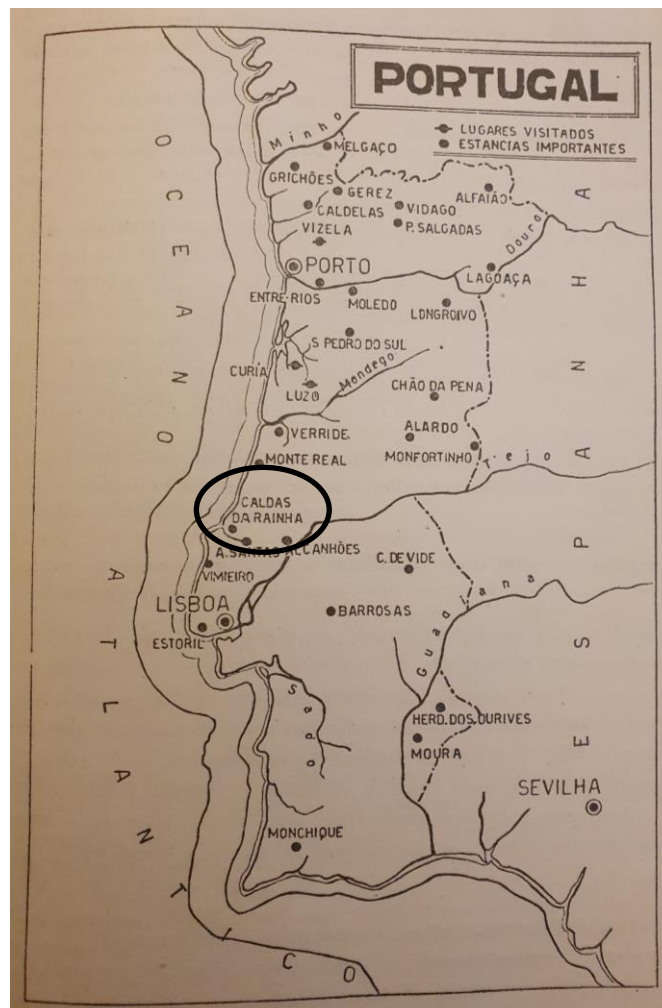 PORTUGAL
LUGARES VISITADOS
ESTÂNCIAS IMPORTANTES
OCEANO
ATLANTICO
ESPANHA
Minho
MELGAÇO
GRICHÕES
GEREZ
ALFAIÃO
CALDELAS
VIDAGO
P. SALGADAS
VIZELA
Douro
PORTO
LAGOAÇA
ENTRE-RIOS
MOLEDO
LONGROIVO
S. PEDRO DO SUL
CURIA
LUZO
Mondego
CHÃO DA PENA
VERRIDE
ALARDO
MONFORTINHO
MONTE REAL
Tejo
CALDAS
DA RAINHA
A. SANTAS
ALCANHÕES
C. DE VIDE
VIMIEIRO
LISBOA
BARROSAS
Guadiana
ESTORIL
Sado
HERD. DOS OURIVES
MOURA
SEVILHA
MONCHIQUE